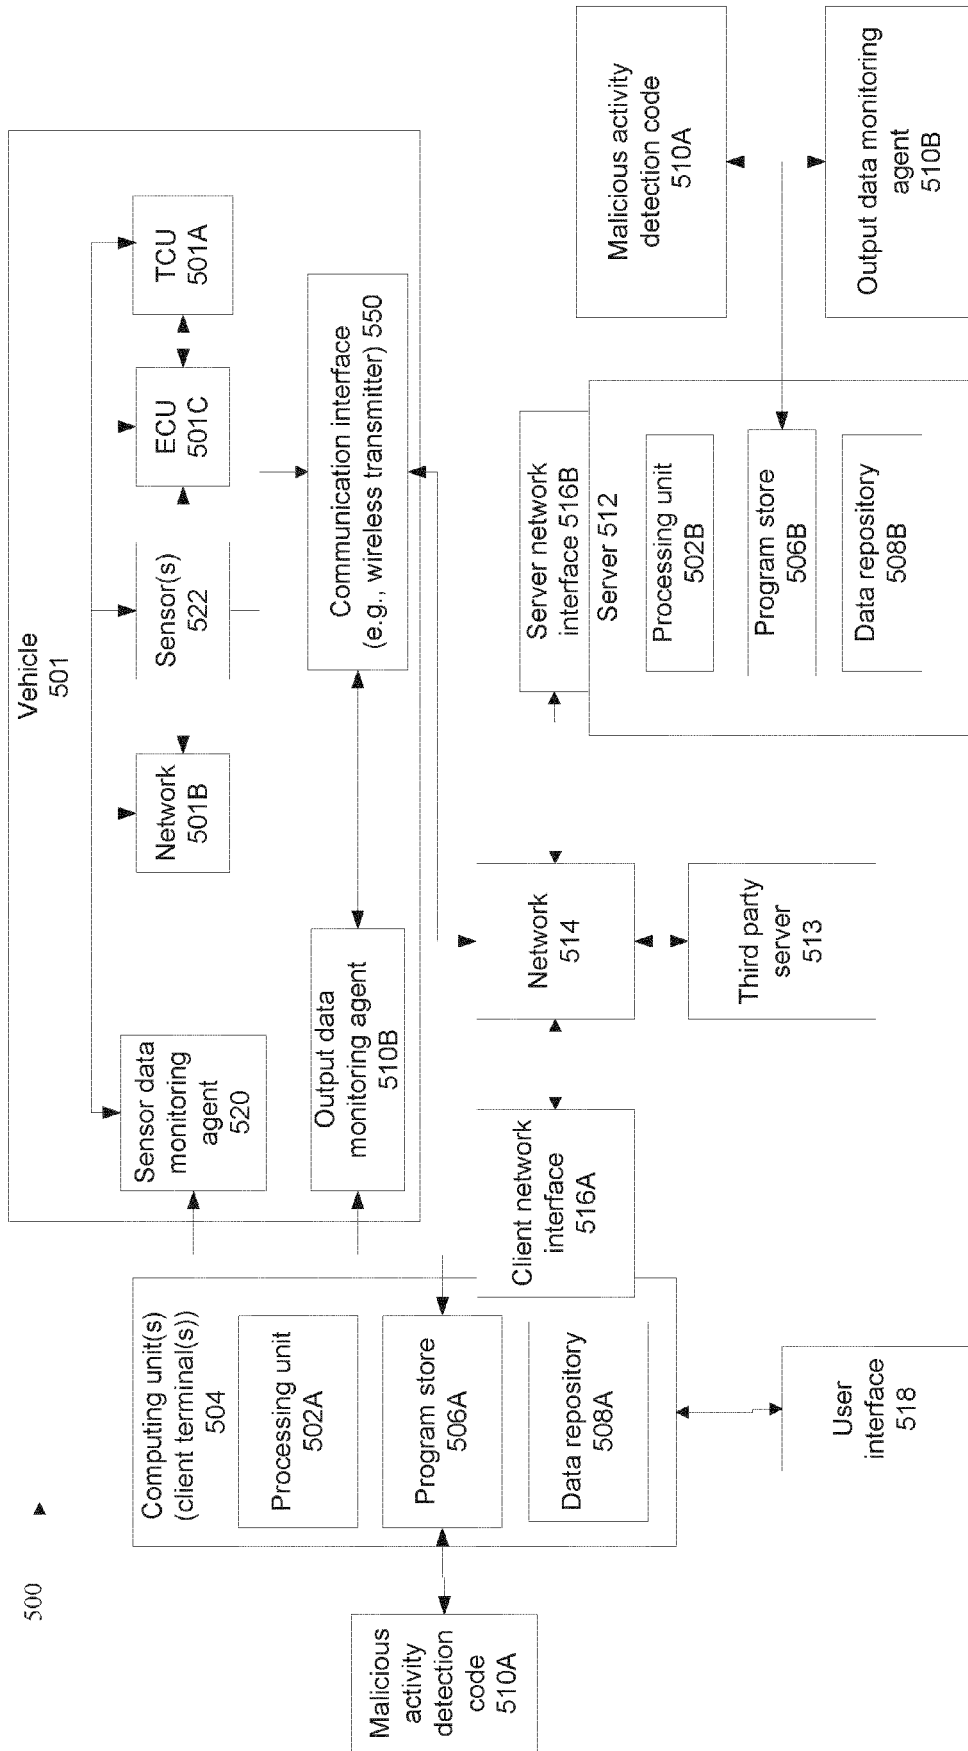 500
Vehicle
501
Sensor data
monitoring
agent
520
Network
501B
Sensor(s)
522
ECU
501C
TCU
501A
Output data
monitoring agent
510B
Communication interface
(e.g., wireless transmitter) 550
Computing unit(s)
(client terminal(s))
504
Processing unit
502A
Program store
506A
Data repository
508A
Malicious
activity
detection
code
510A
Client network
interface
516A
User
interface
518
Network
514
Third party
server
513
Server network
interface 516B
Server 512
Processing unit
502B
Program store
506B
Data repository
508B
Malicious activity
detection code
510A
Output data monitoring
agent
510B